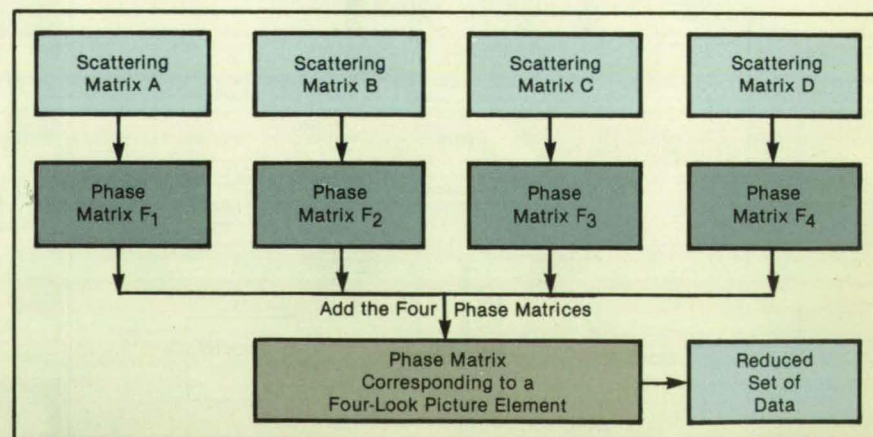 Scattering
Matrix A
Scattering
Matrix B
Scattering
Matrix C
Scattering
Matrix D
Phase
Matrix F1
Phase
Matrix F2
Phase
Matrix F3
Phase
Matrix F4
Add the Four Phase Matrices
Phase Matrix
Corresponding to a
Four-Look Picture Element
Reduced
Set of
Data